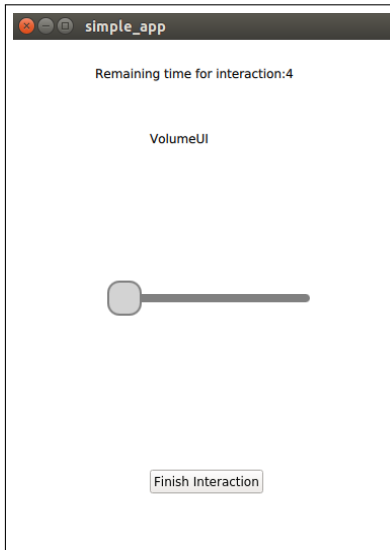 simple_app
Remaining time for interaction:4
VolumeUI
Finish Interaction